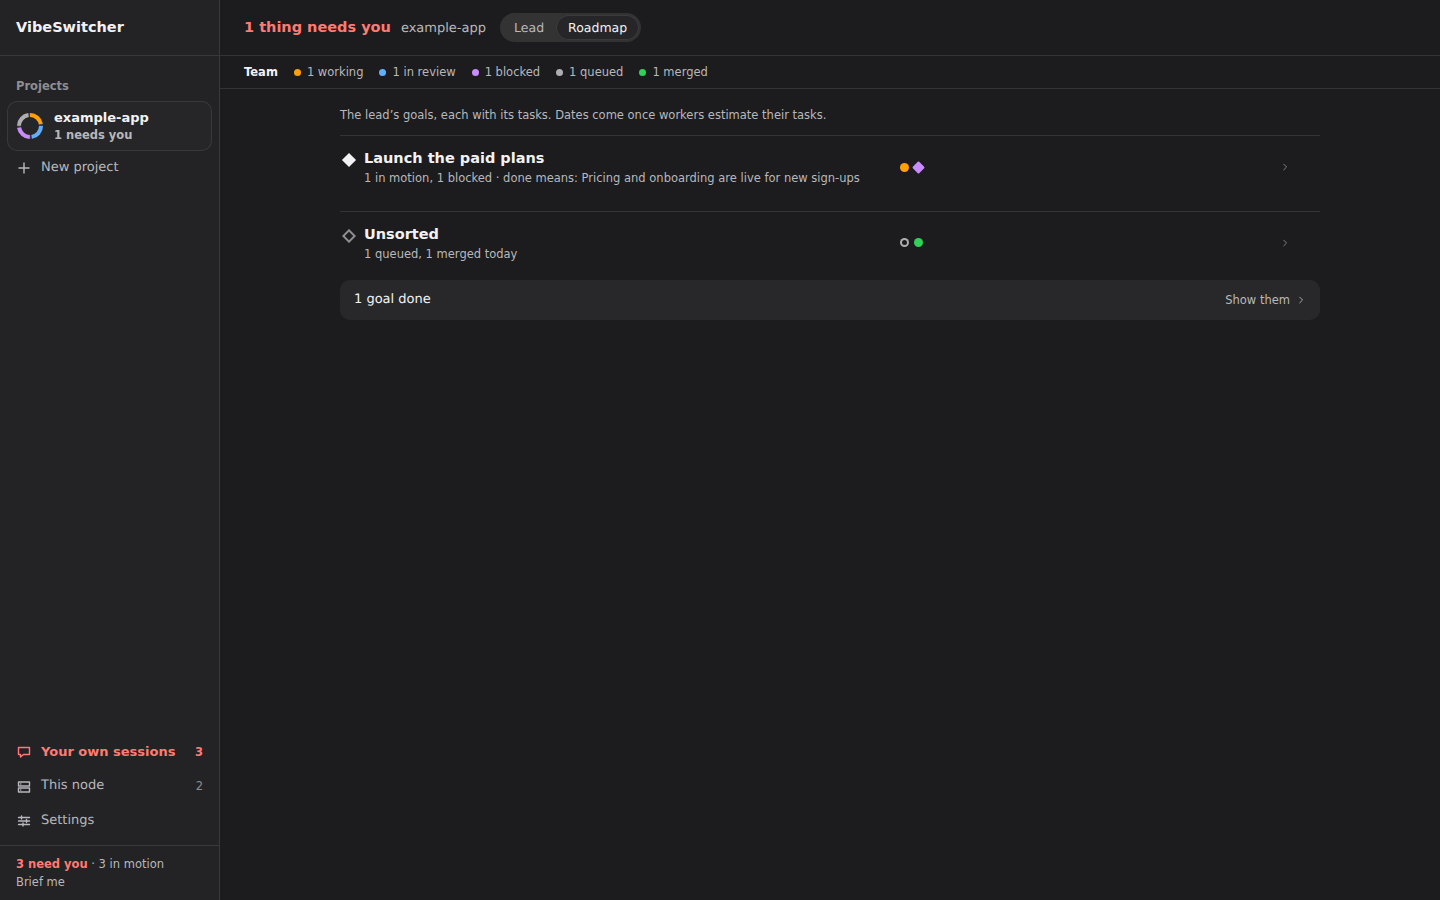 VibeSwitcher
Projects
example-app
1 needs you
New project
Your own sessions 3
This node 2
Settings
3 need you · 3 in motion
Brief me
1 thing needs you example-app Lead Roadmap
Team 1 working 1 in review 1 blocked 1 queued 1 merged
The lead’s goals, each with its tasks. Dates come once workers estimate their tasks.
Launch the paid plans
1 in motion, 1 blocked · done means: Pricing and onboarding are live for new sign-ups
Unsorted
1 queued, 1 merged today
1 goal done Show them